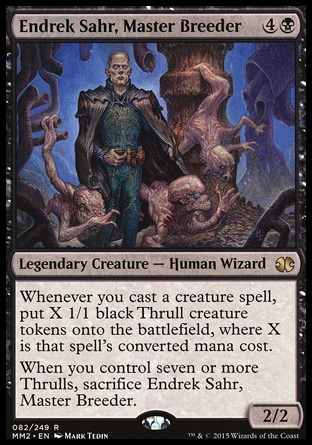 Endrek Sahr, Master Breeder 4
Legendary Creature — Human Wizard
Whenever you cast a creature spell,
put X 1/1 black Thrull creature
tokens onto the battlefield, where X
is that spell's converted mana cost.
When you control seven or more
Thrulls, sacrifice Endrek Sahr,
Master Breeder.
2/2
082/249 R
MM2 • EN Mark Tedin
™ & © 2015 Wizards of the Coast